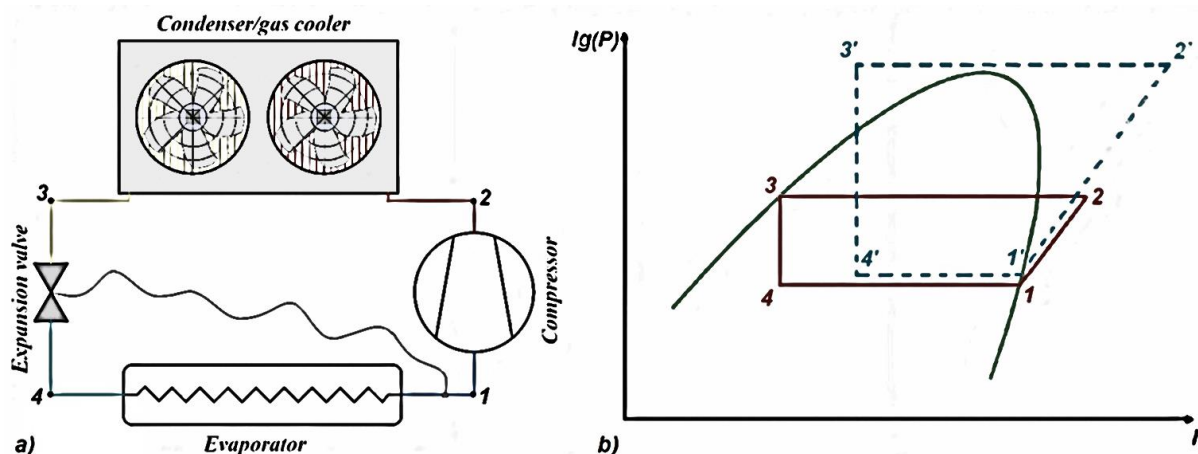 Condenser/gas cooler
3
2
Expansion valve
Compressor
4
1
Evaporator
a)
lg(P)
3'
2'
3
2
4'
1'
4
1
b)